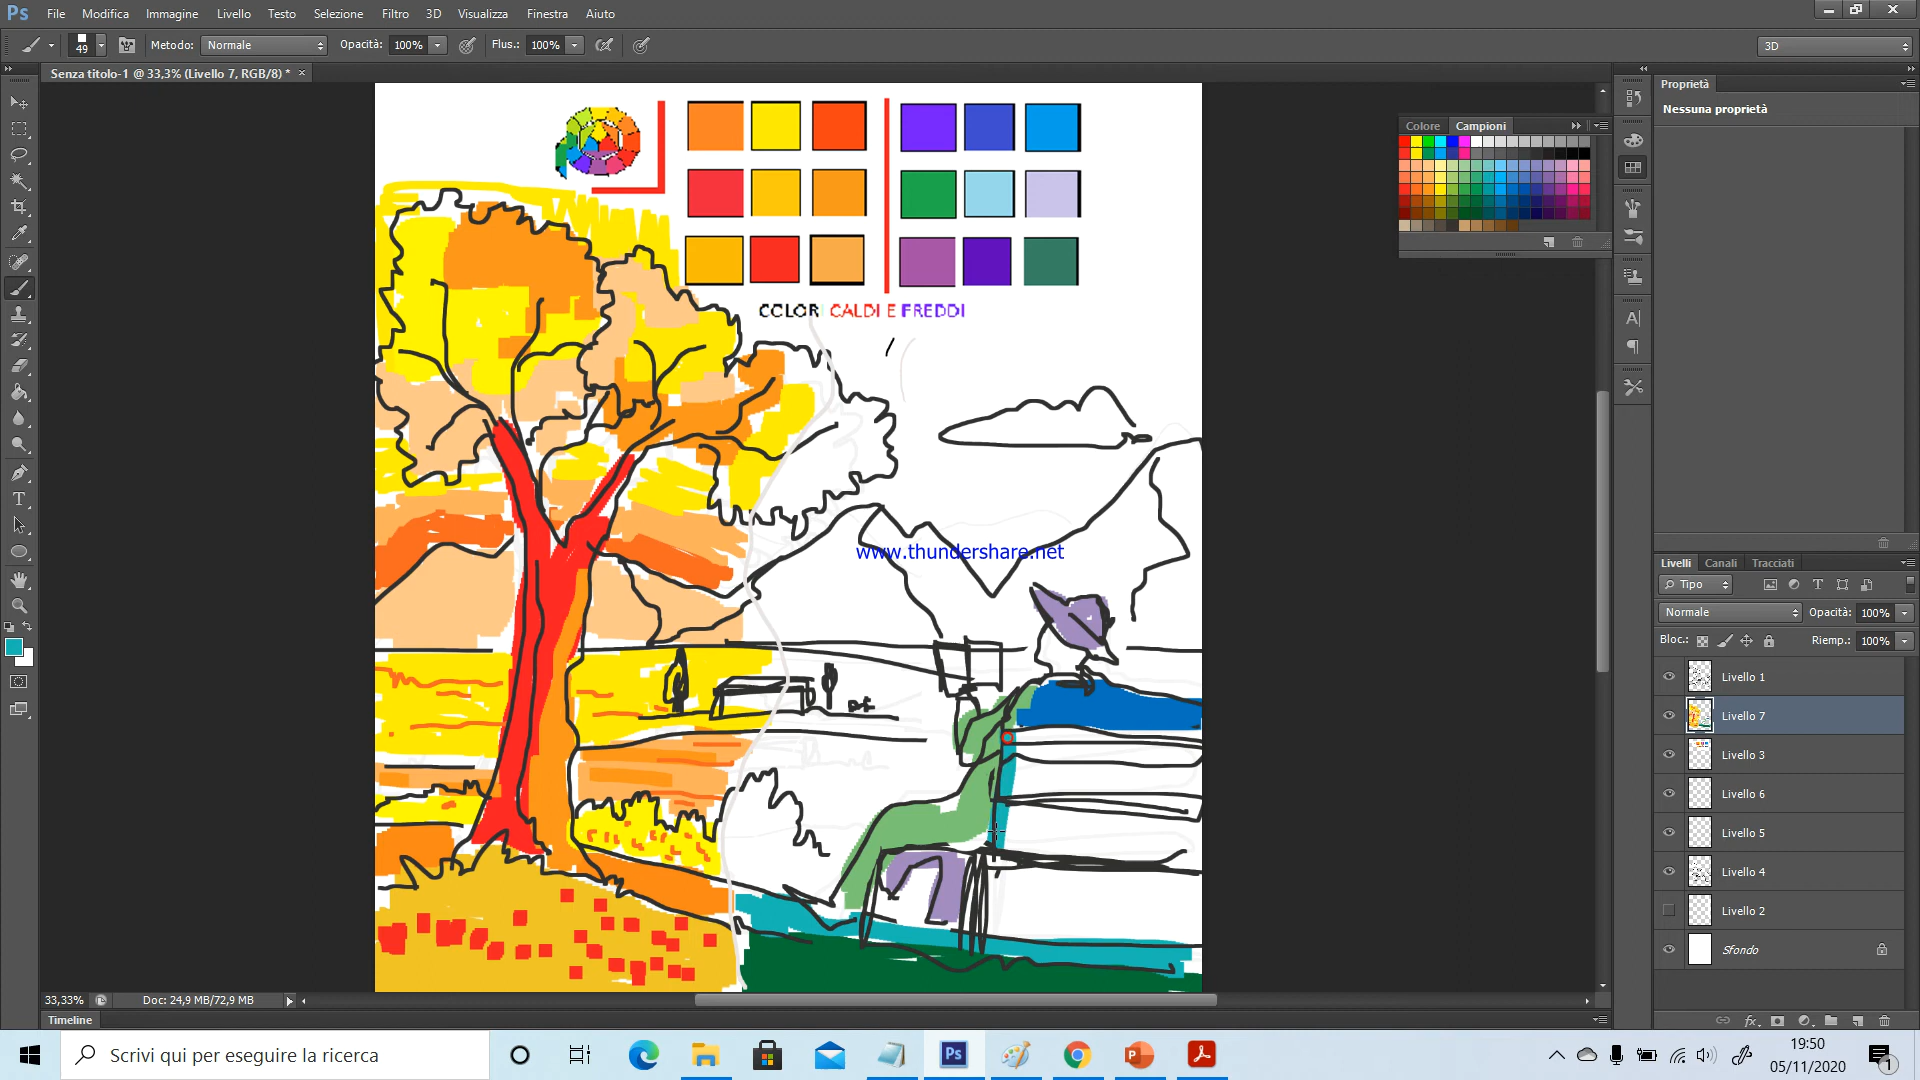 Ps File Modifica Immagine Livello Testo Selezione Filtro 3D Visualizza Finestra Aiuto
49 Metodo: Normale Opacità: 100% Flus.: 100% 3D
Senza titolo-1 @ 33,3% (Livello 7, RGB/8) * ×
Proprietà
Nessuna proprietà
Colore Campioni
COLORI CALDI E FREDDI
www.thundershare.net
Livelli Canali Tracciati
Tipo
Normale Opacità: 100%
Bloc.: Riemp.: 100%
Livello 1
Livello 7
Livello 3
Livello 6
Livello 5
Livello 4
Livello 2
Sfondo
33,33% Doc: 24,9 MB/72,9 MB
Timeline
Scrivi qui per eseguire la ricerca
19:50
05/11/2020
1